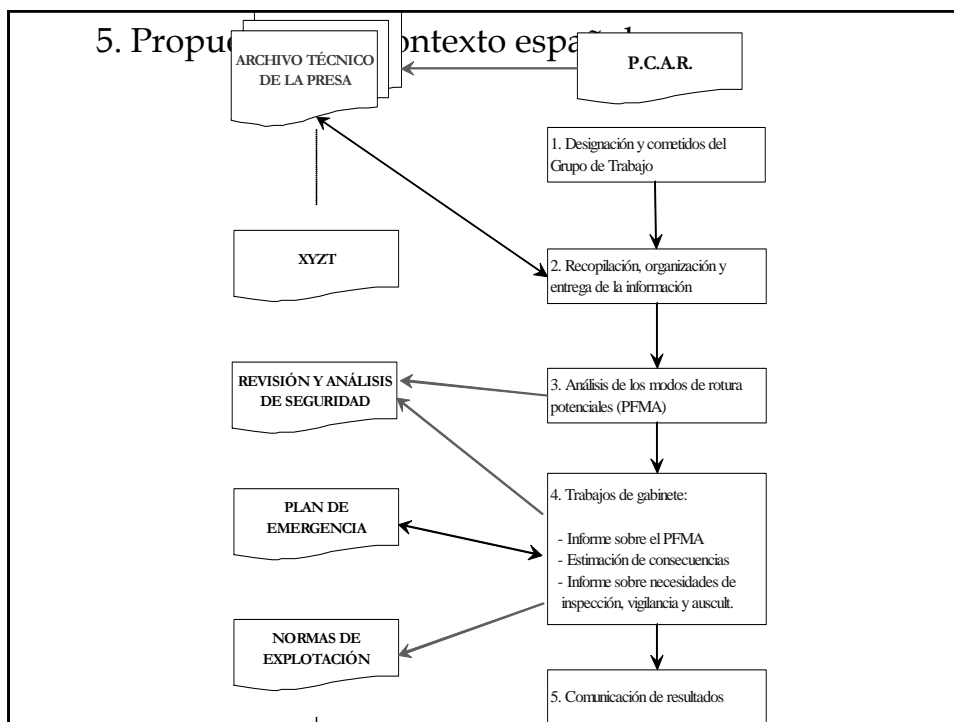 5. Propue ontexto esp
ARCHIVO TÉCNICO
DE LA PRESA
P.C.A.R.
1. Designación y cometidos del
Grupo de Trabajo
XYZT
2. Recopilación, organización y
entrega de la información
REVISIÓN Y ANÁLISIS
DE SEGURIDAD
3. Análisis de los modos de rotura
potenciales (PFMA)
PLAN DE
EMERGENCIA
4. Trabajos de gabinete:
- Informe sobre el PFMA
- Estimación de consecuencias
- Informe sobre necesidades de
inspección, vigilancia y auscult.
NORMAS DE
EXPLOTACIÓN
5. Comunicación de resultados